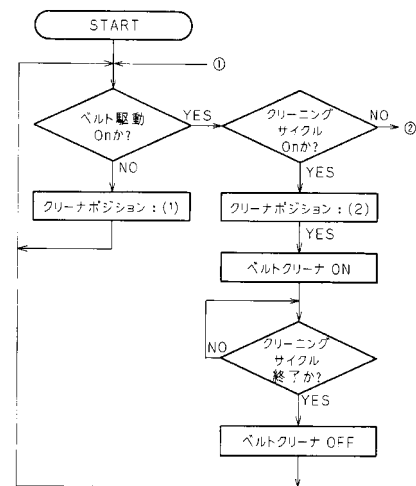 START
①
ベルト駆動
Onか?
YES
クリーニング
サイクル
Onか?
NO
②
NO
YES
クリーナポジション:(1)
クリーナポジション:(2)
YES
ベルトクリーナ ON
NO
クリーニング
サイクル
終了か?
YES
ベルトクリーナ OFF